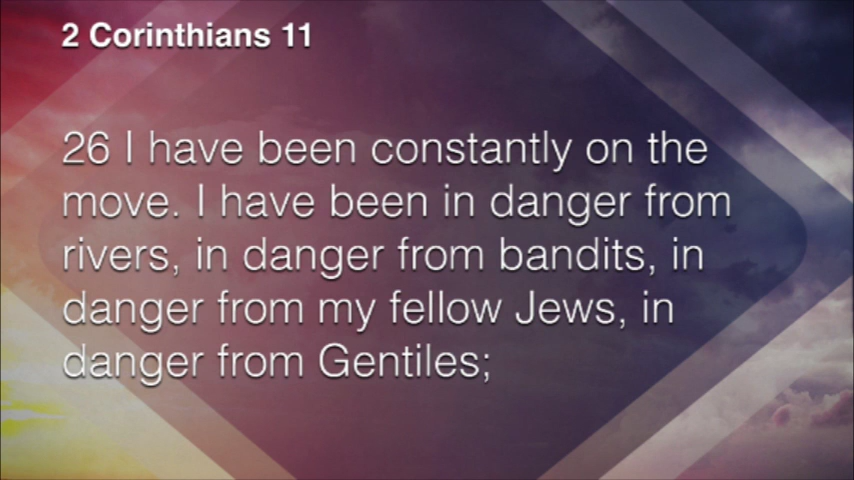 2 Corinthians 11
26 I have been constantly on the
move. I have been in danger from
rivers, in danger from bandits, in
danger from my fellow Jews, in
danger from Gentiles;